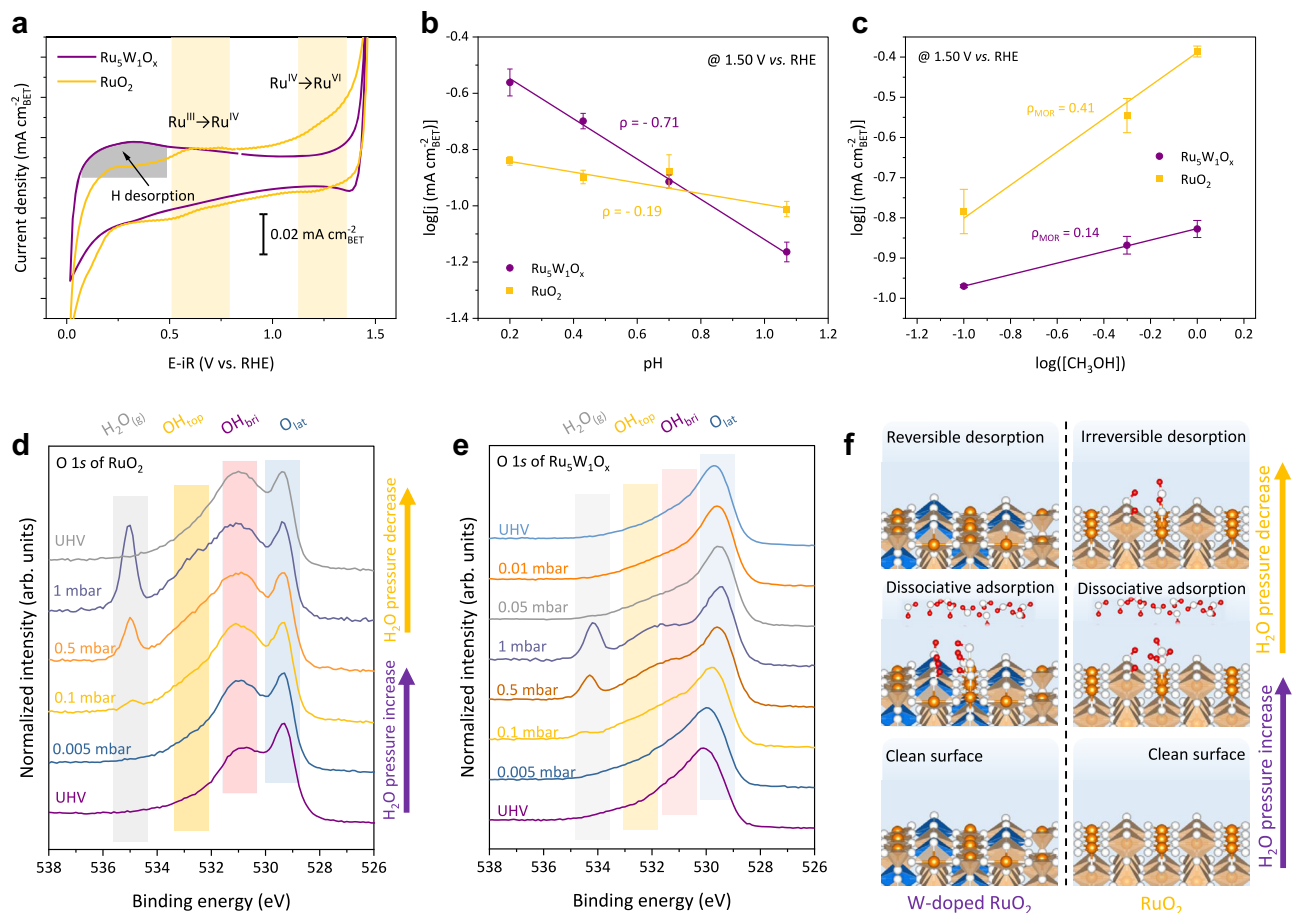 a
Ru₅W₁Oₓ
RuO₂
Ruᴵⱽ→Ruⱽᴵ
Ruᴵᴵᴵ→Ruᴵⱽ
H desorption
0.02 mA cm⁻²BET
Current density (mA cm⁻²BET)
0.0 0.5 1.0 1.5
E-iR (V vs. RHE)
b
@ 1.50 V vs. RHE
ρ = - 0.71
ρ = - 0.19
Ru₅W₁Oₓ
RuO₂
log[j (mA cm⁻²BET)]
-0.4
-0.6
-0.8
-1.0
-1.2
-1.4
0.0 0.2 0.4 0.6 0.8 1.0 1.2
pH
c
@ 1.50 V vs. RHE
ρMOR = 0.41
Ru₅W₁Oₓ
RuO₂
ρMOR = 0.14
log[j (mA cm⁻²BET)]
-0.4
-0.5
-0.6
-0.7
-0.8
-0.9
-1.0
-1.2 -1.0 -0.8 -0.6 -0.4 -0.2 0.0 0.2
log([CH₃OH])
d
H₂O(g) OHtop OHbri Olat
O 1s of RuO₂
UHV
1 mbar
0.5 mbar
0.1 mbar
0.005 mbar
UHV
Normalized intensity (arb. units)
538 536 534 532 530 528 526
Binding energy (eV)
H₂O pressure decrease
H₂O pressure increase
e
H₂O(g) OHtop OHbri Olat
O 1s of Ru₅W₁Oₓ
UHV
0.01 mbar
0.05 mbar
1 mbar
0.5 mbar
0.1 mbar
0.005 mbar
UHV
Normalized intensity (arb. units)
538 536 534 532 530 528 526
Binding energy (eV)
f
Reversible desorption
Irreversible desorption
Dissociative adsorption
Dissociative adsorption
Clean surface
Clean surface
W-doped RuO₂
RuO₂
H₂O pressure decrease
H₂O pressure increase